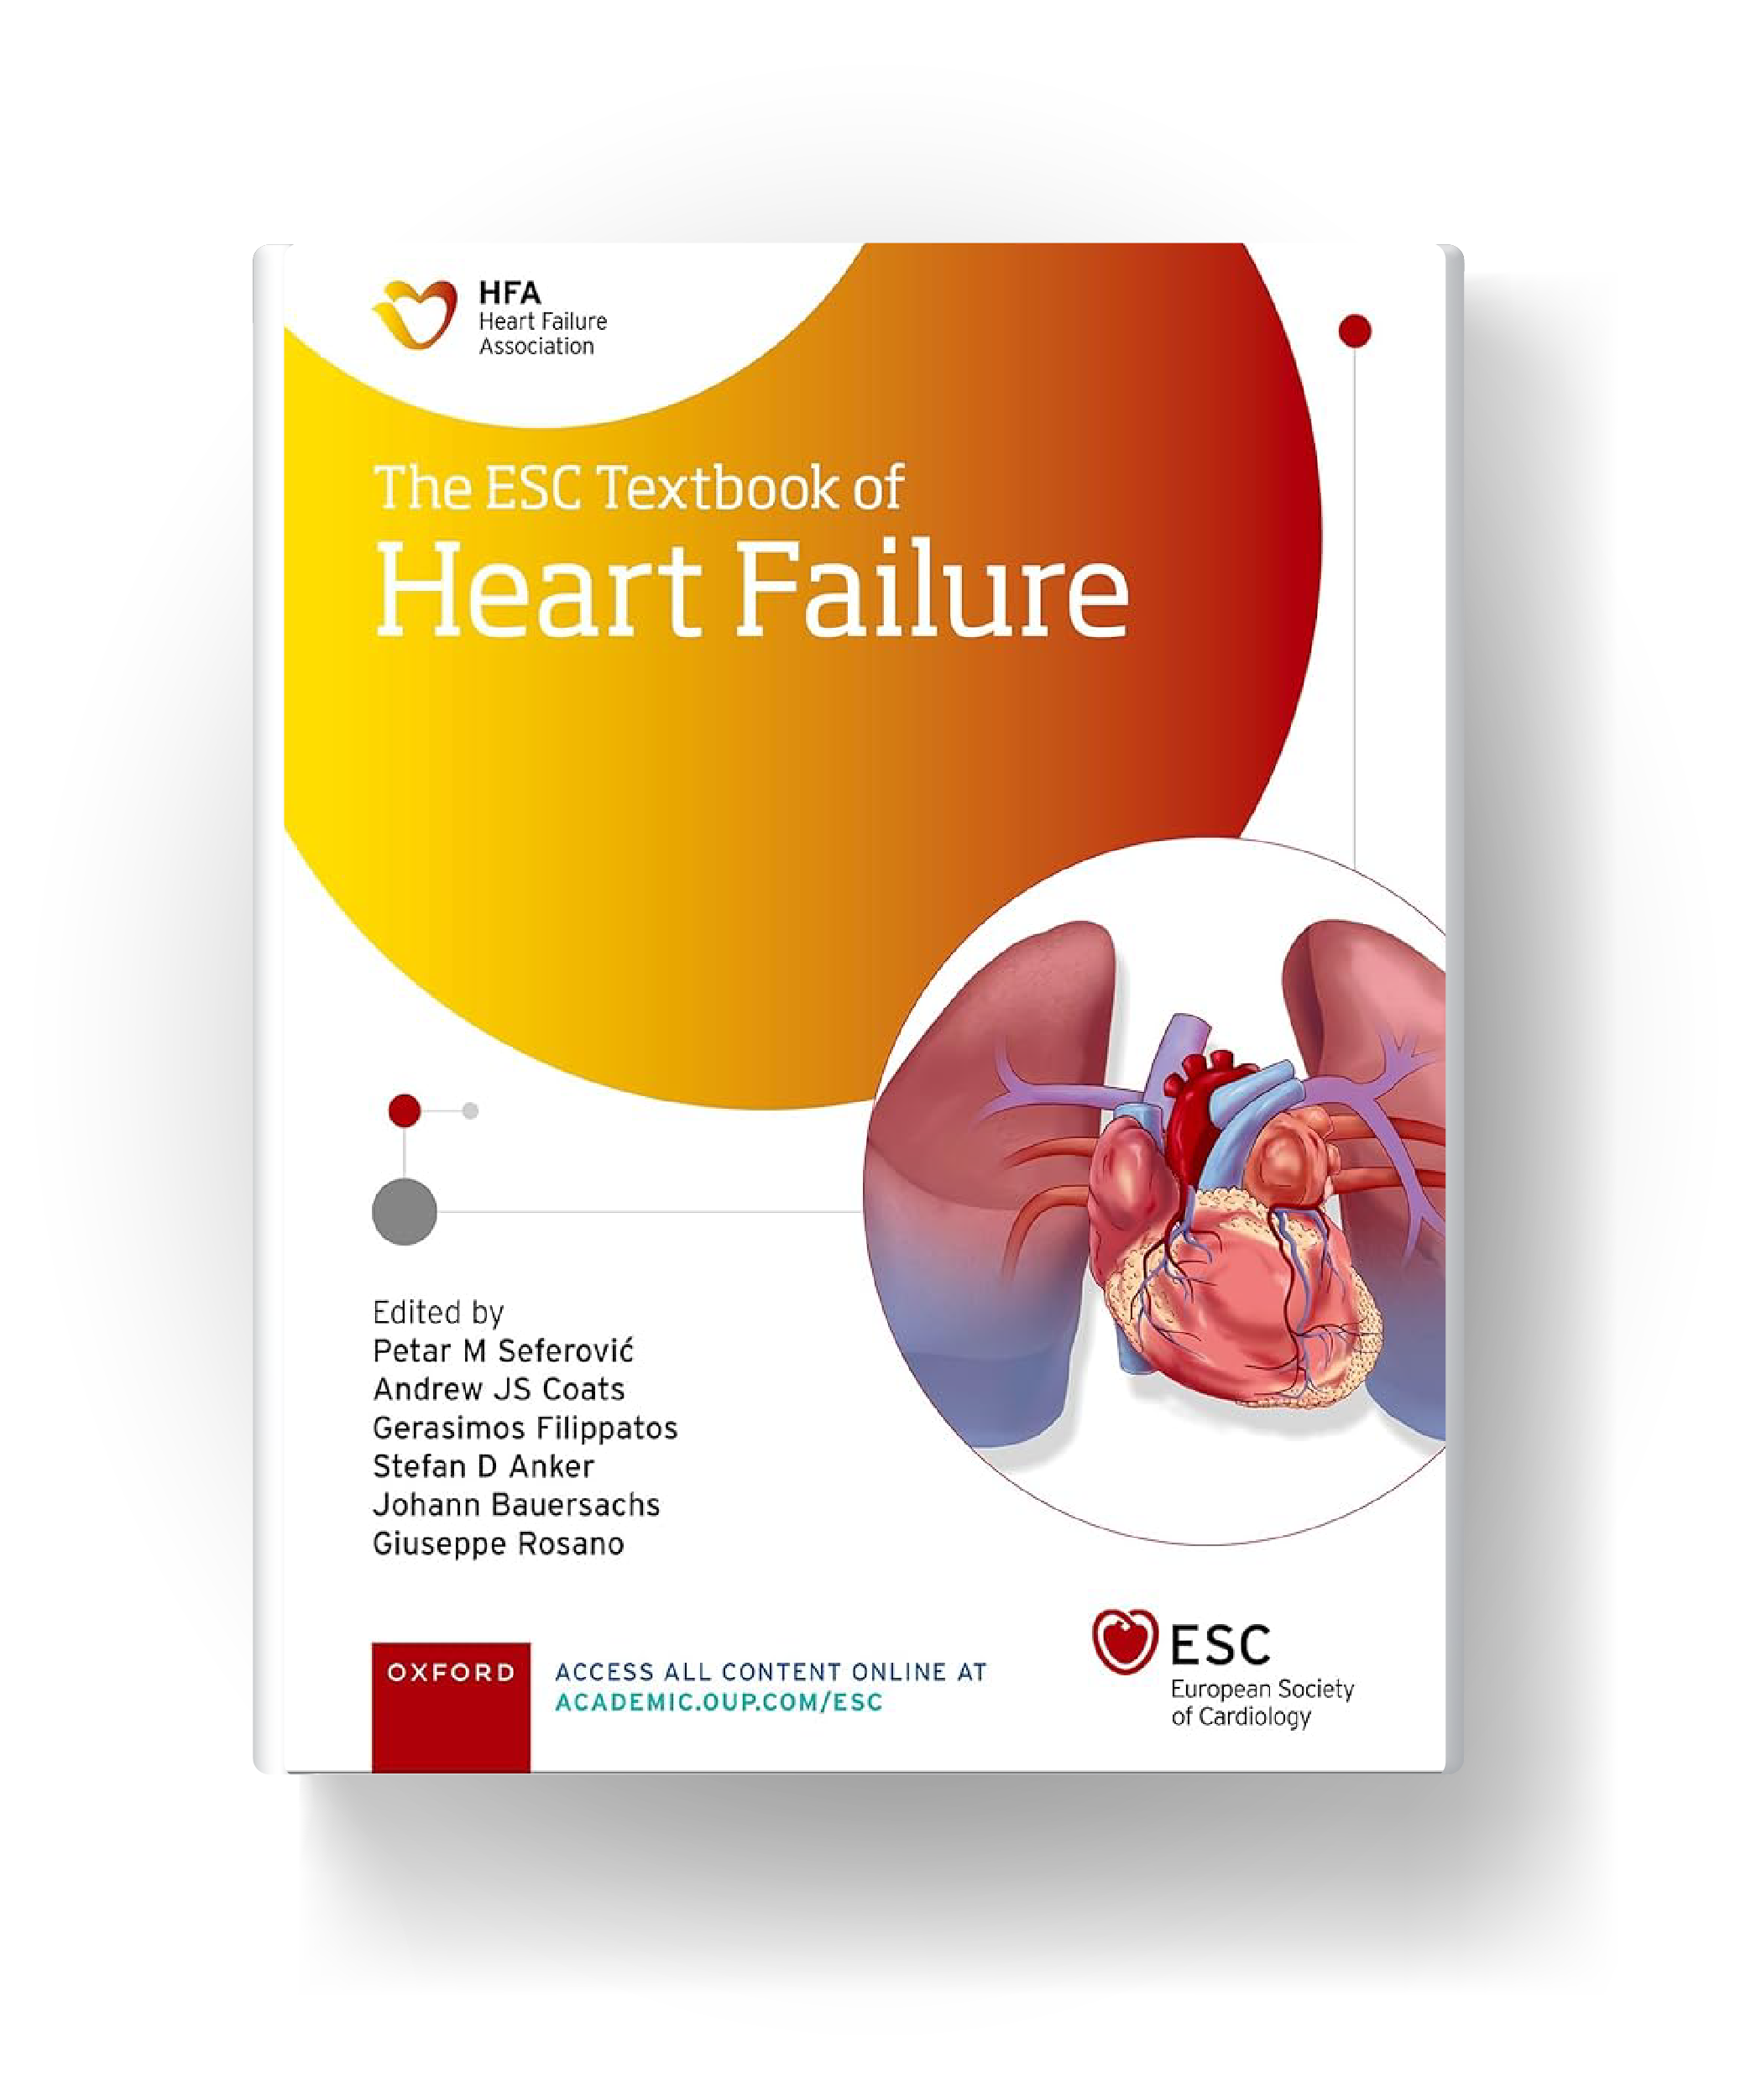 HFA
Heart Failure
Association
The ESC Textbook of
Heart Failure
Edited by
Petar M Seferović
Andrew JS Coats
Gerasimos Filippatos
Stefan D Anker
Johann Bauersachs
Giuseppe Rosano
OXFORD
ACCESS ALL CONTENT ONLINE AT
ACADEMIC.OUP.COM/ESC
ESC
European Society
of Cardiology